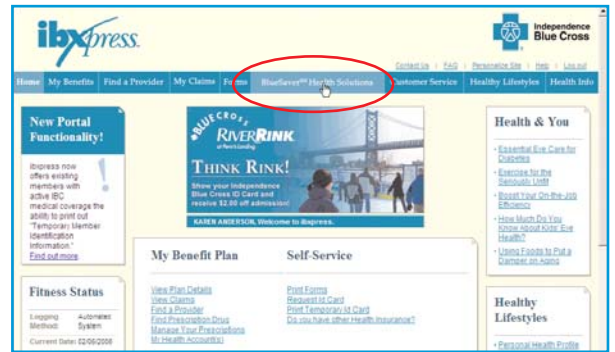 ibxpress.
Independence
Blue Cross
Contact Us | FAQ | Personalize Site | Help | Log out
Home My Benefits Find a Provider My Claims Forms BlueSaver℠ Health Solutions Customer Service Healthy Lifestyles Health Info
New Portal
Functionality!
ibxpress now
offers existing
members with
active IBC
medical coverage the
ability to print out
"Temporary Member
Identification
Information."
Find out more.
Fitness Status
Logging Method: Automated System
Current Date: 02/06/2008
BLUE CROSS
RIVERRINK
at Penn's Landing
THINK RINK!
Show your Independence
Blue Cross ID Card and
receive $2.00 off admission!
KAREN ANDERSON, Welcome to ibxpress.
My Benefit Plan
View Plan Details
View Claims
Find a Provider
Find Prescription Drug
Manage Your Prescriptions
My Health Account(s)
Self-Service
Print Forms
Request Id Card
Print Temporary Id Card
Do you have other Health Insurance?
Health & You
· Essential Eye Care for
Diabetes
· Exercise for the
Seriously Unfit
· Boost Your On-the-Job
Efficiency
· How Much Do You
Know About Kids' Eye
Health?
· Using Foods to Put a
Damper on Aging
Healthy
Lifestyles
· Personal Health Profile